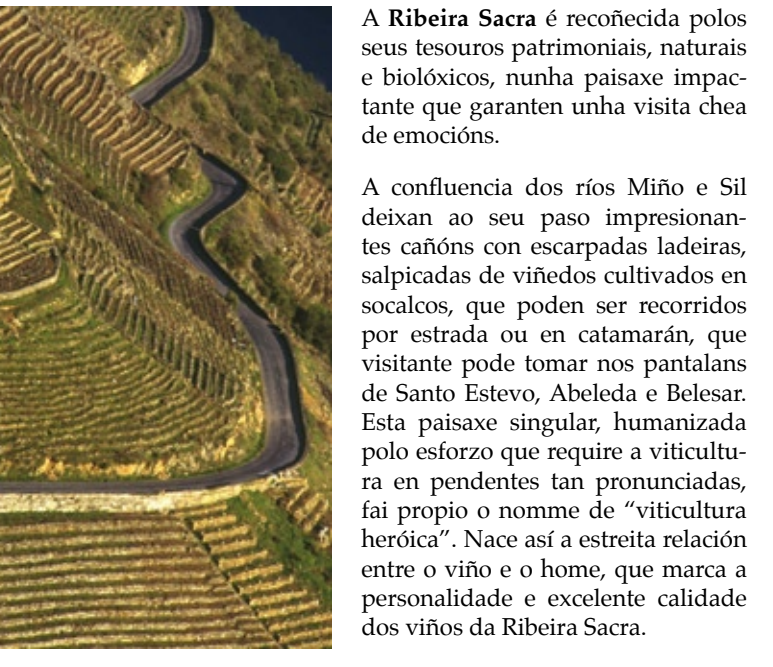 A Ribeira Sacra é recoñecida polos
seus tesouros patrimoniais, naturais
e biolóxicos, nunha paisaxe impac-
tante que garanten unha visita chea
de emocións.
A confluencia dos ríos Miño e Sil
deixan ao seu paso impresionan-
tes cañóns con escarpadas ladeiras,
salpicadas de viñedos cultivados en
socalcos, que poden ser recorridos
por estrada ou en catamarán, que
visitante pode tomar nos pantalans
de Santo Estevo, Abeleda e Belesar.
Esta paisaxe singular, humanizada
polo esforzo que require a viticultu-
ra en pendentes tan pronunciadas,
fai propio o nomme de “viticultura
heróica”. Nace así a estreita relación
entre o viño e o home, que marca a
personalidade e excelente calidade
dos viños da Ribeira Sacra.